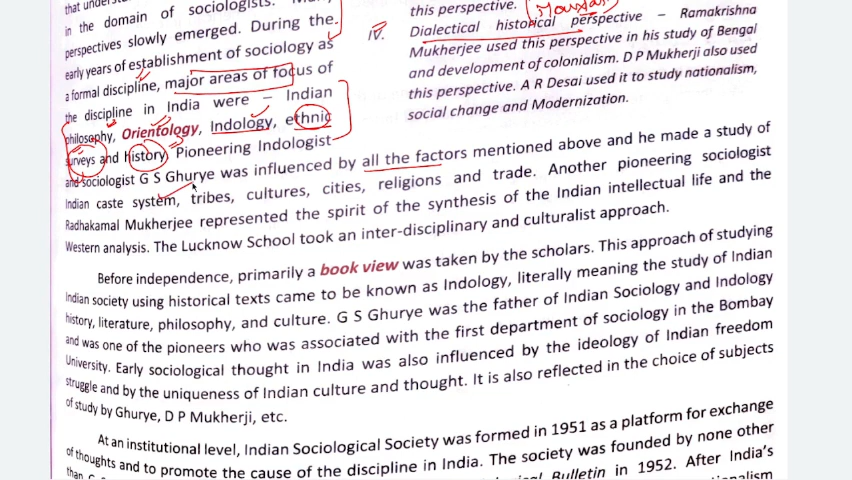 in the domain of sociologists.
perspectives slowly emerged. During the
early years of establishment of sociology as
a formal discipline, major areas of focus of
the discipline in India were – Indian
philosophy, Orientology, Indology, ethnic
surveys and history. Pioneering Indologist
and sociologist G S Ghurye was influenced by all the factors mentioned above and he made a study of
Indian caste system, tribes, cultures, cities, religions and trade. Another pioneering sociologist
Radhakamal Mukherjee represented the spirit of the synthesis of the Indian intellectual life and the
Western analysis. The Lucknow School took an inter-disciplinary and culturalist approach.
this perspective.
IV.
Dialectical historical perspective – Ramakrishna
Mukherjee used this perspective in his study of Bengal
and development of colonialism. D P Mukherji also used
this perspective. A R Desai used it to study nationalism,
social change and Modernization.
Before independence, primarily a book view was taken by the scholars. This approach of studying
Indian society using historical texts came to be known as Indology, literally meaning the study of Indian
history, literature, philosophy, and culture. G S Ghurye was the father of Indian Sociology and Indology
and was one of the pioneers who was associated with the first department of sociology in the Bombay
University. Early sociological thought in India was also influenced by the ideology of Indian freedom
struggle and by the uniqueness of Indian culture and thought. It is also reflected in the choice of subjects
of study by Ghurye, D P Mukherji, etc.
At an institutional level, Indian Sociological Society was formed in 1951 as a platform for exchange
of thoughts and to promote the cause of the discipline in India. The society was founded by none other
than Bulletin in 1952. After India's